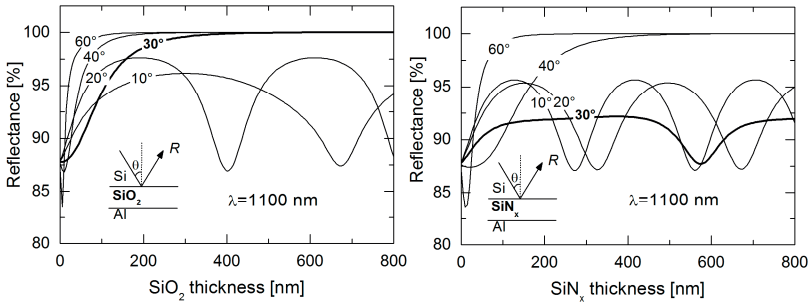 100
95
90
85
80
Reflectance [%]
60°
40°
20°
30°
10°
θ
R
Si
SiO₂
Al
λ=1100 nm
0
200
400
600
800
SiO₂ thickness [nm]
100
95
90
85
80
Reflectance [%]
60°
40°
10°
20°
30°
θ
R
Si
SiNₓ
Al
λ=1100 nm
0
200
400
600
800
SiNₓ thickness [nm]